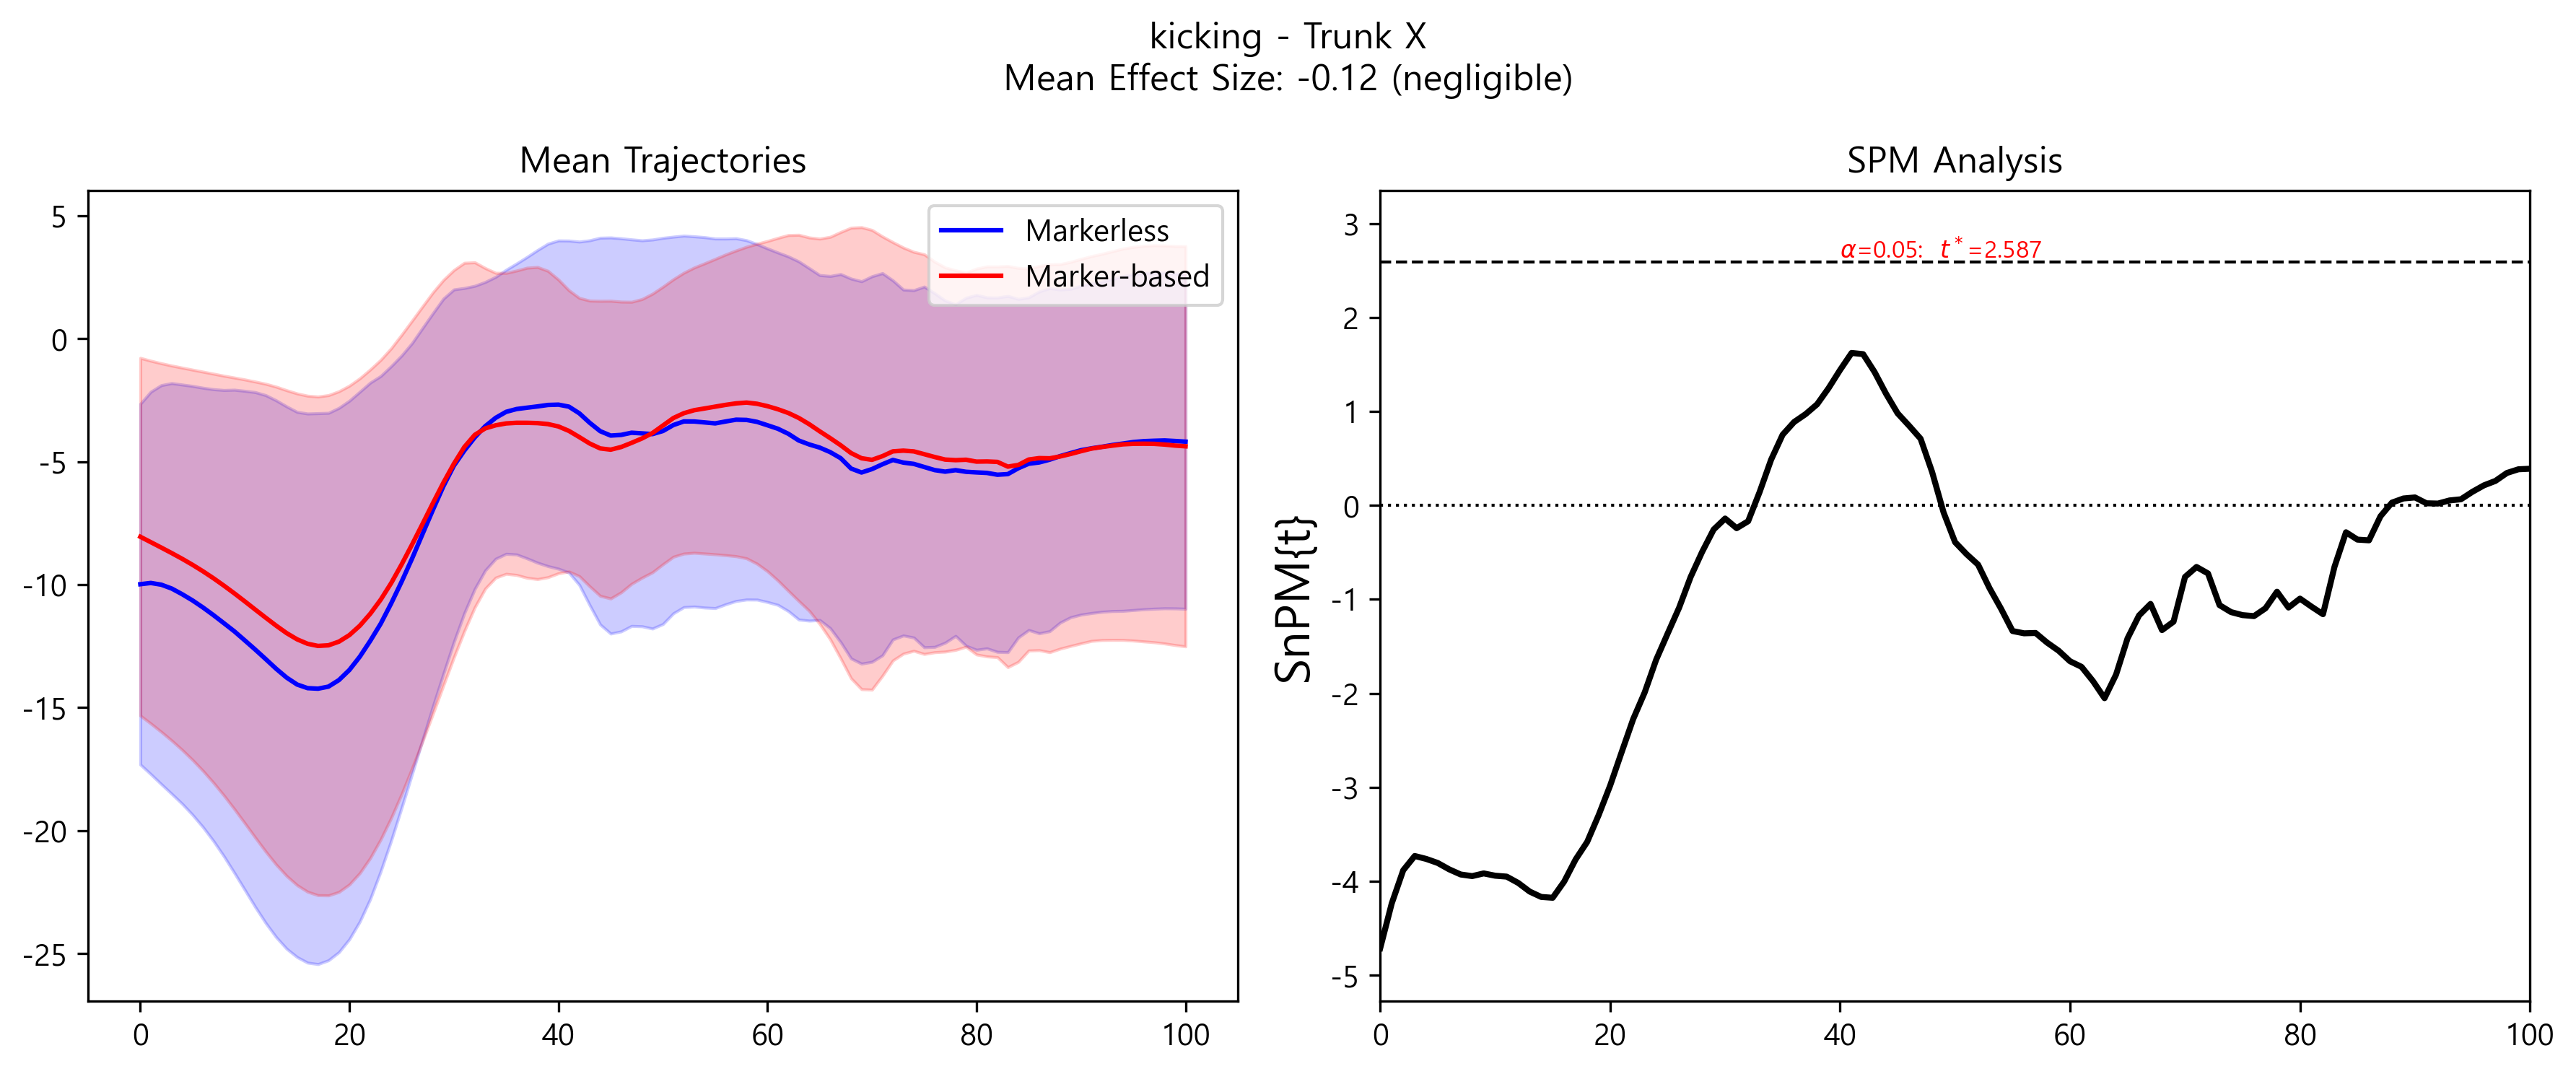 kicking - Trunk X
Mean Effect Size: -0.12 (negligible)
Mean Trajectories
5
0
-5
-10
-15
-20
-25
0 20 40 60 80 100
Markerless
Marker-based
SPM Analysis
SnPM{t}
3
2
1
0
-1
-2
-3
-4
-5
0 20 40 60 80 100
α=0.05: t*=2.587